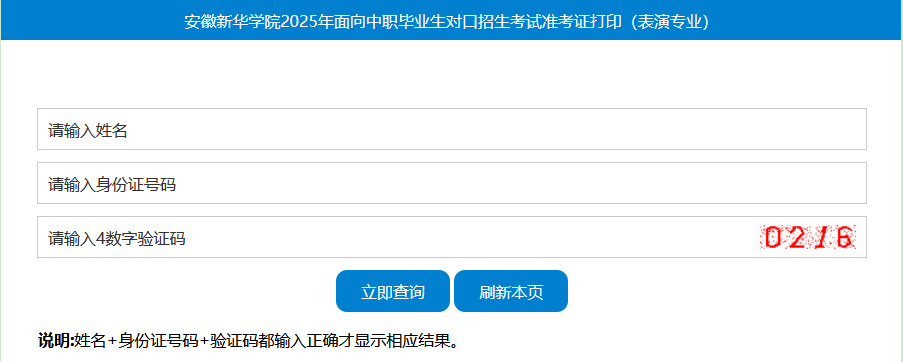 安徽新华学院2025年面向中职毕业生对口招生考试准考证打印（表演专业）
请输入姓名
请输入身份证号码
请输入4数字验证码
0216
立即查询 刷新本页
说明:姓名+身份证号码+验证码都输入正确才显示相应结果。